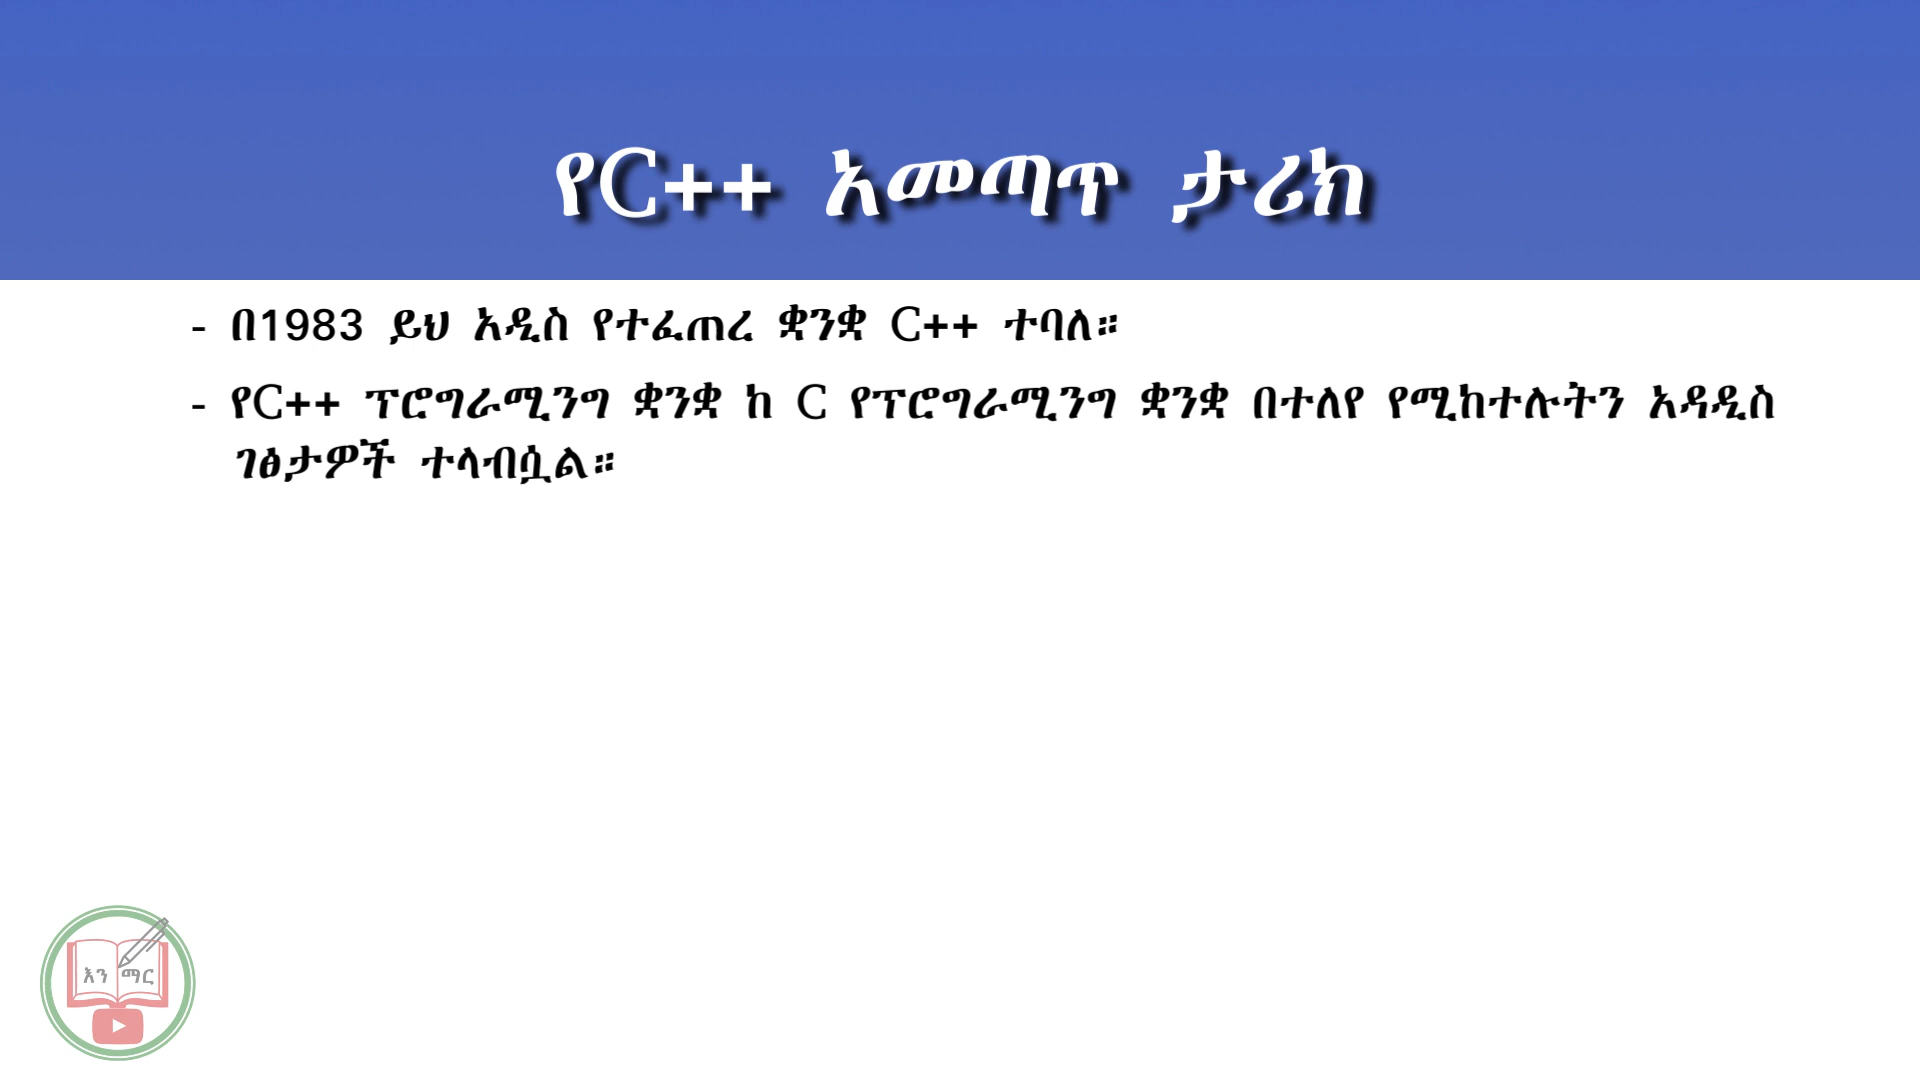 የC++ አመጣጥ ታሪክ
- በ1983 ይህ አዲስ የተፈጠረ ቋንቋ C++ ተባለ።
- የC++ ፕሮግራሚንግ ቋንቋ ከ C የፕሮግራሚንግ ቋንቋ በተለየ የሚከተሉትን አዳዲስ
ገፅታዎች ተላብሷል።
እን ማር